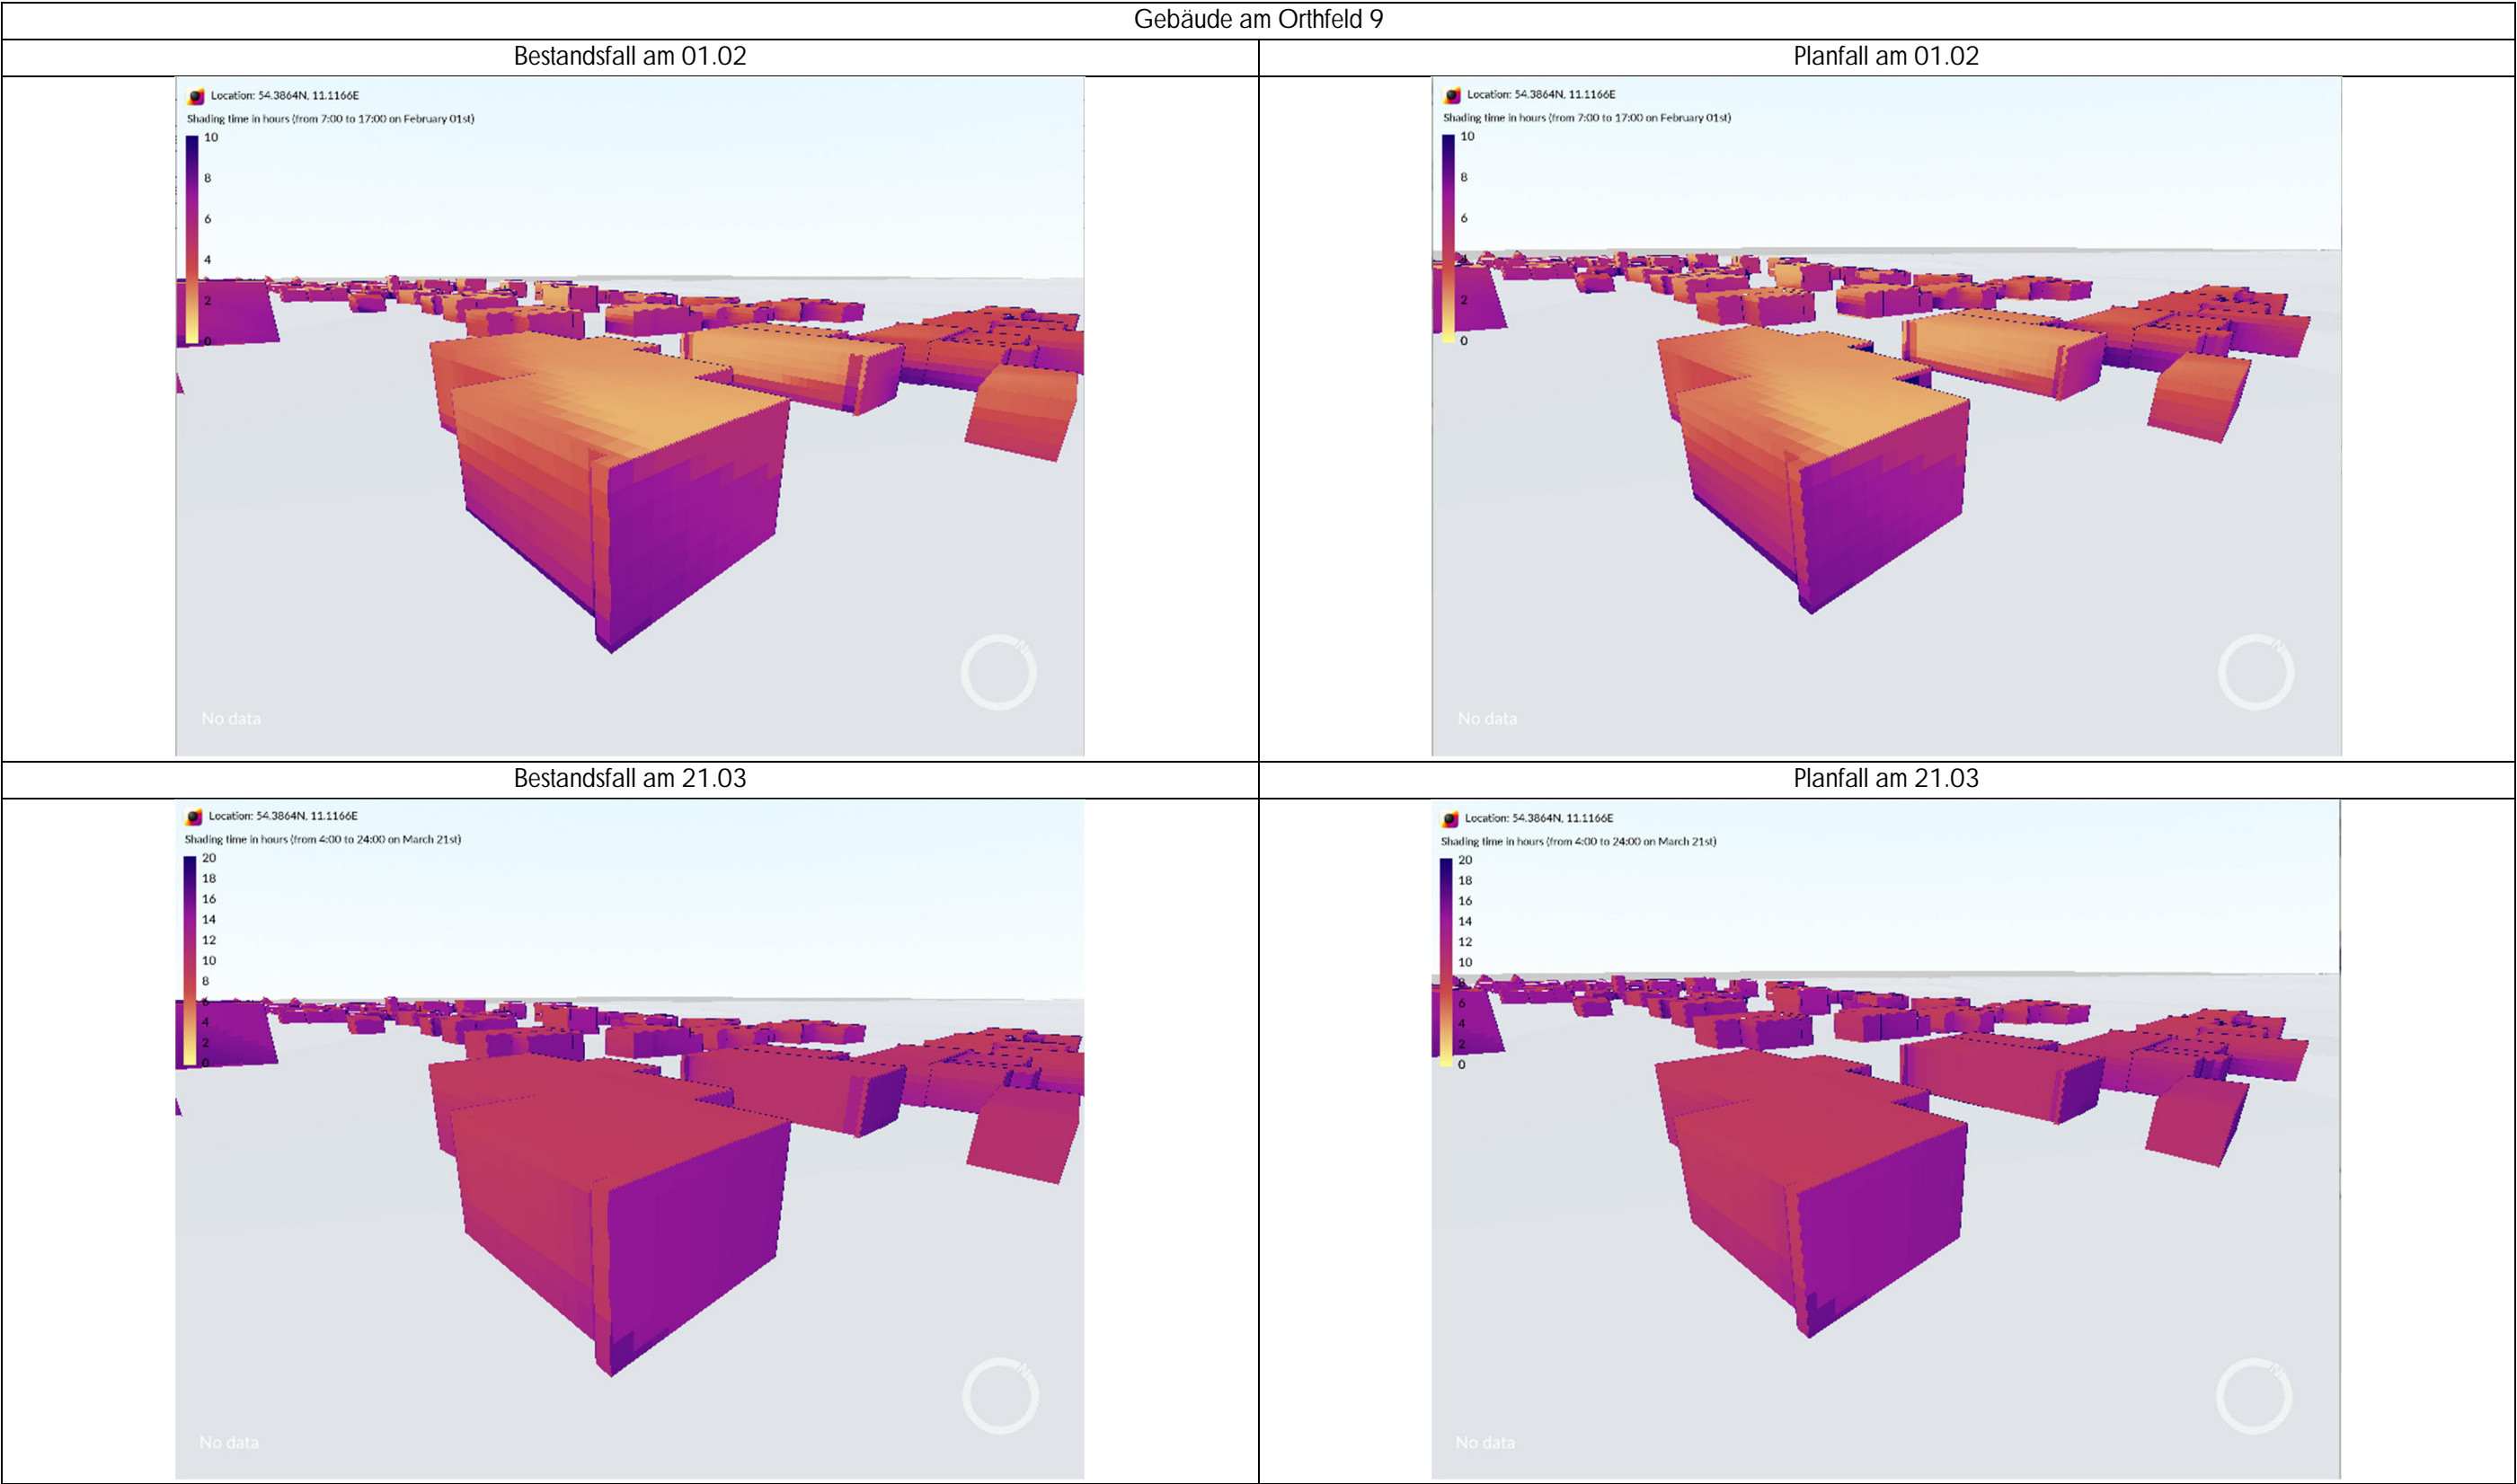 Gebäude am Orthfeld 9
Bestandsfall am 01.02
Planfall am 01.02
Location: 54.3864N, 11.1166E
Shading time in hours (from 7:00 to 17:00 on February 01st)
10
8
6
4
2
0
N
No data
Location: 54.3864N, 11.1166E
Shading time in hours (from 7:00 to 17:00 on February 01st)
10
8
6
4
2
0
N
No data
Bestandsfall am 21.03
Planfall am 21.03
Location: 54.3864N, 11.1166E
Shading time in hours (from 4:00 to 24:00 on March 21st)
20
18
16
14
12
10
8
6
4
2
0
N
No data
Location: 54.3864N, 11.1166E
Shading time in hours (from 4:00 to 24:00 on March 21st)
20
18
16
14
12
10
8
6
4
2
0
N
No data